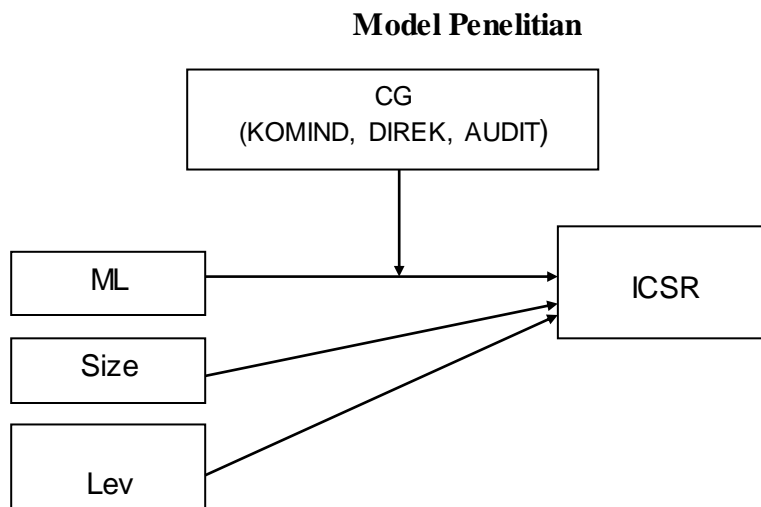 Model Penelitian
CG
(KOMIND, DIREK, AUDIT)
ML
ICSR
Size
Lev